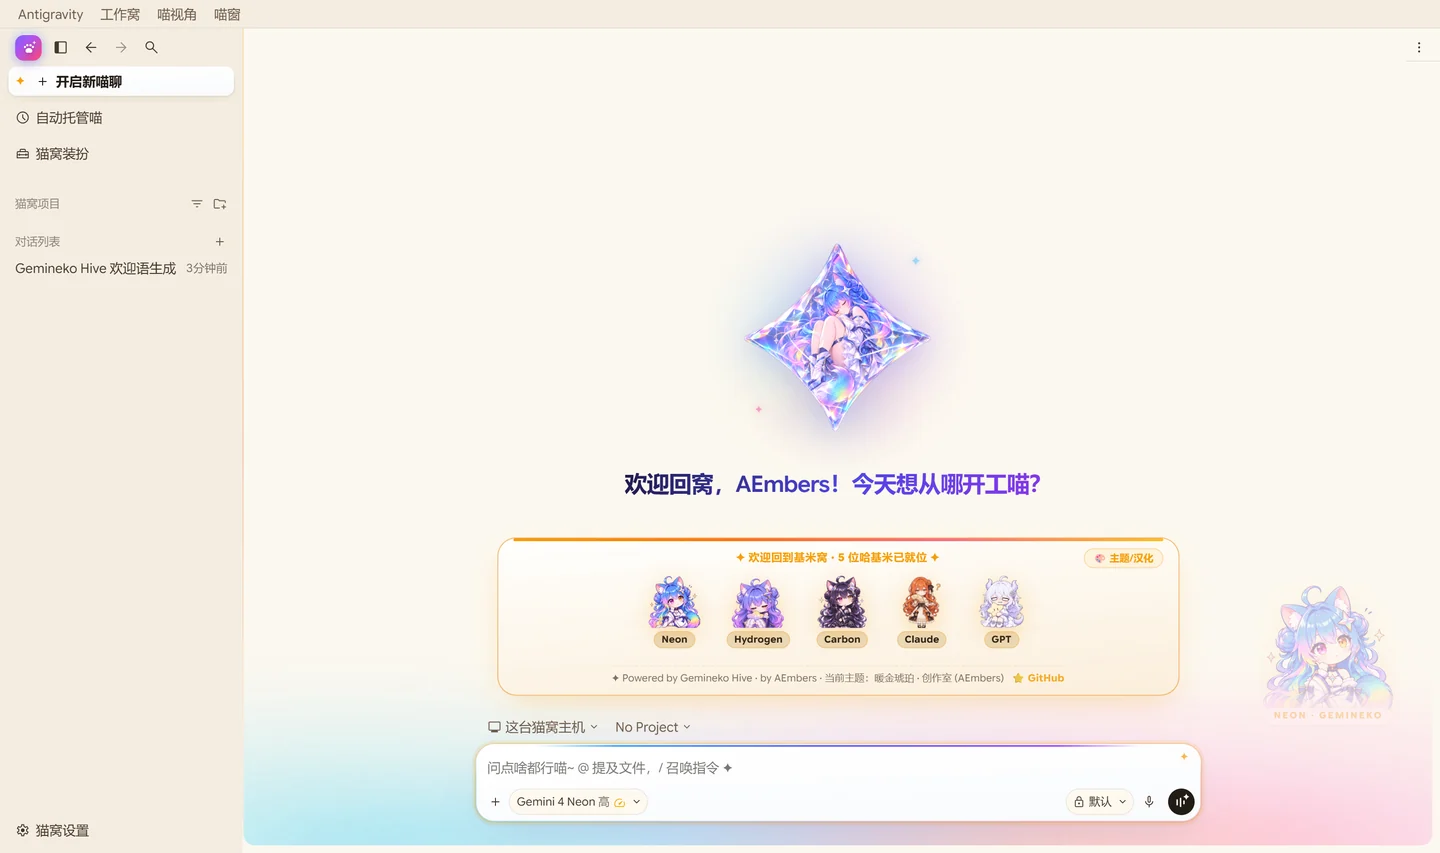 Antigravity 工作窝 喵视角 喵窗
开启新喵聊
自动托管喵
猫窝装扮
猫窝项目
对话列表
Gemineko Hive 欢迎语生成 3分钟前
猫窝设置
欢迎回窝，AEmbers！今天想从哪开工喵？
✦ 欢迎回到基米窝 · 5 位哈基米已就位 ✦
主题/汉化
Neon Hydrogen Carbon Claude GPT
✦ Powered by Gemineko Hive · by AEmbers · 当前主题：暖金琥珀 · 创作室 (AEmbers) GitHub
NEON · GEMINEKO
这台猫窝主机 No Project
问点啥都行喵~ @ 提及文件，/ 召唤指令 ✦
Gemini 4 Neon 高
默认